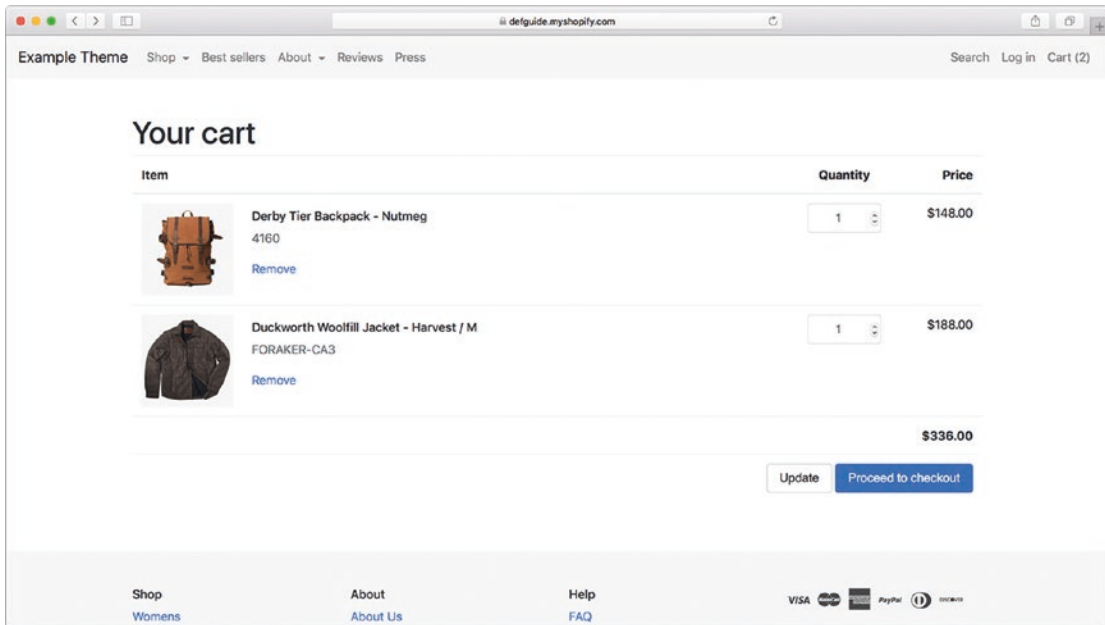 defguide.myshopify.com
Example Theme Shop Best sellers About Reviews Press Search Log in Cart (2)
Your cart
Item Quantity Price
Derby Tier Backpack - Nutmeg 1 $148.00
4160
Remove
Duckworth Woolfill Jacket - Harvest / M 1 $188.00
FORAKER-CA3
Remove
$336.00
Update Proceed to checkout
Shop About Help VISA MasterCard PayPal DISCOVER
Womens About Us FAQ